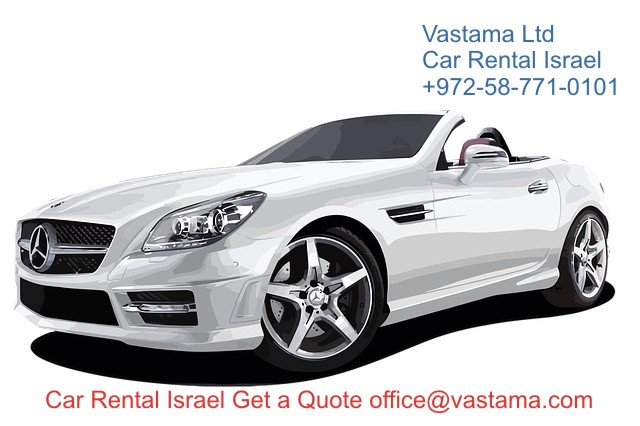 Vastama Ltd
Car Rental Israel
+972-58-771-0101
Car Rental Israel Get a Quote office@vastama.com